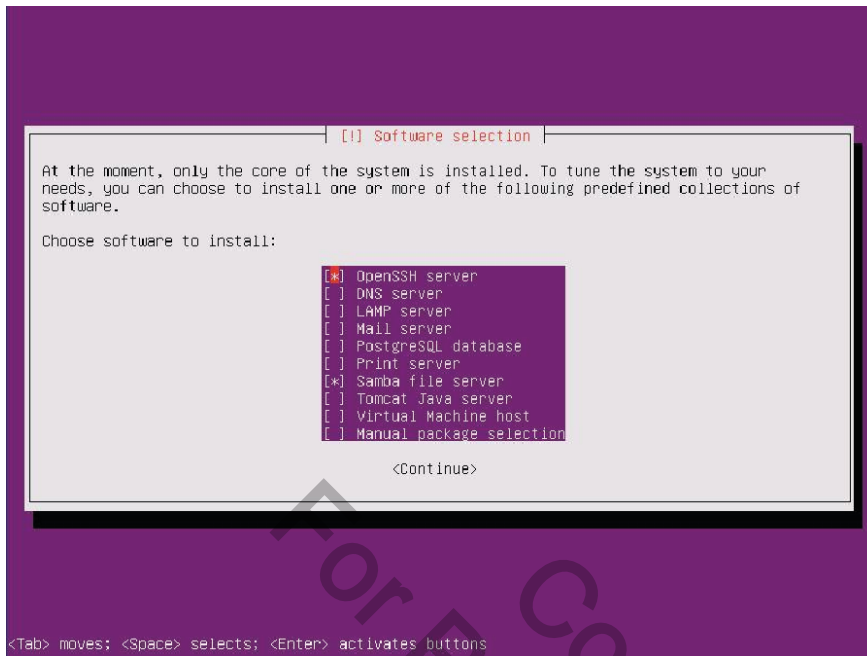 [!] Software selection
At the moment, only the core of the system is installed. To tune the system to your
needs, you can choose to install one or more of the following predefined collections of
software.
Choose software to install:
[*] OpenSSH server
[ ] DNS server
[ ] LAMP server
[ ] Mail server
[ ] PostgreSQL database
[ ] Print server
[*] Samba file server
[ ] Tomcat Java server
[ ] Virtual Machine host
[ ] Manual package selection
<Continue>
For
Co
<Tab> moves; <Space> selects; <Enter> activates buttons